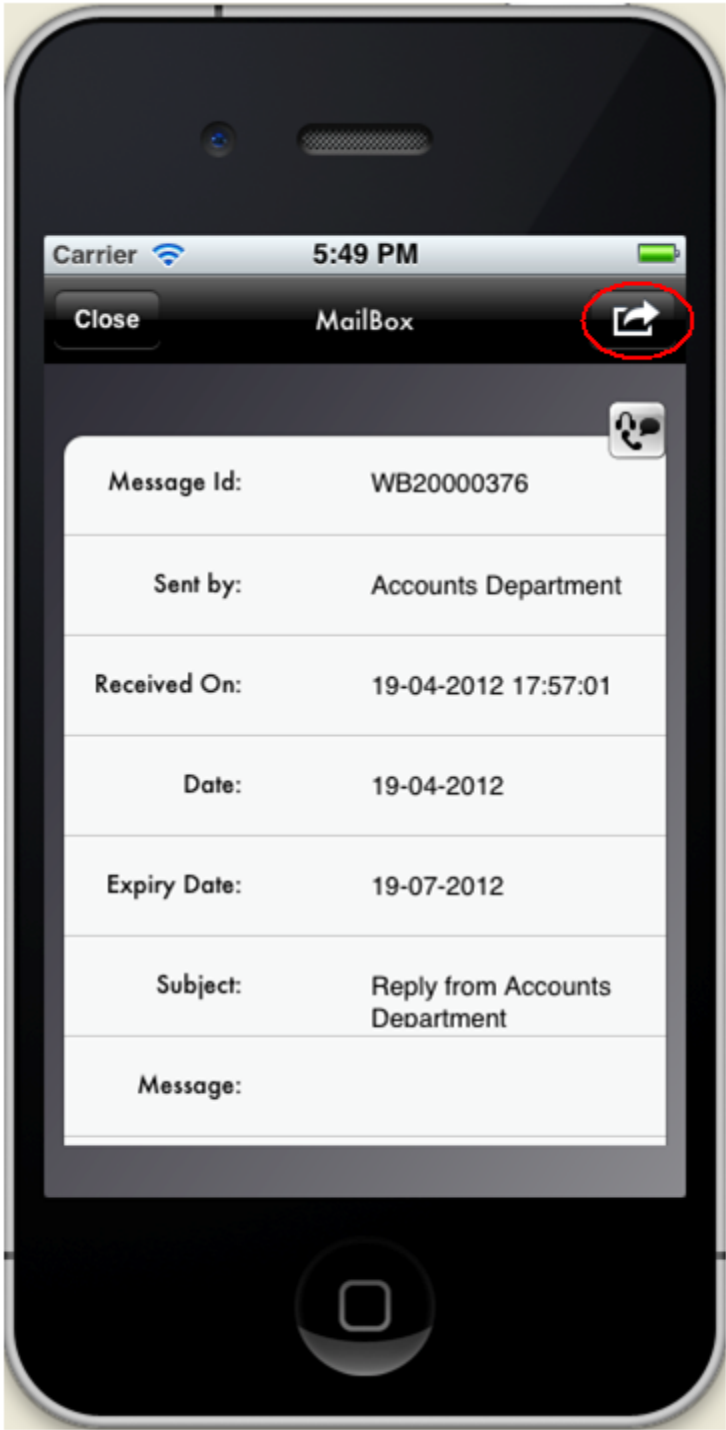 Carrier 5:49 PM
Close MailBox
Message Id: WB20000376
Sent by: Accounts Department
Received On: 19-04-2012 17:57:01
Date: 19-04-2012
Expiry Date: 19-07-2012
Subject: Reply from Accounts
Department
Message: